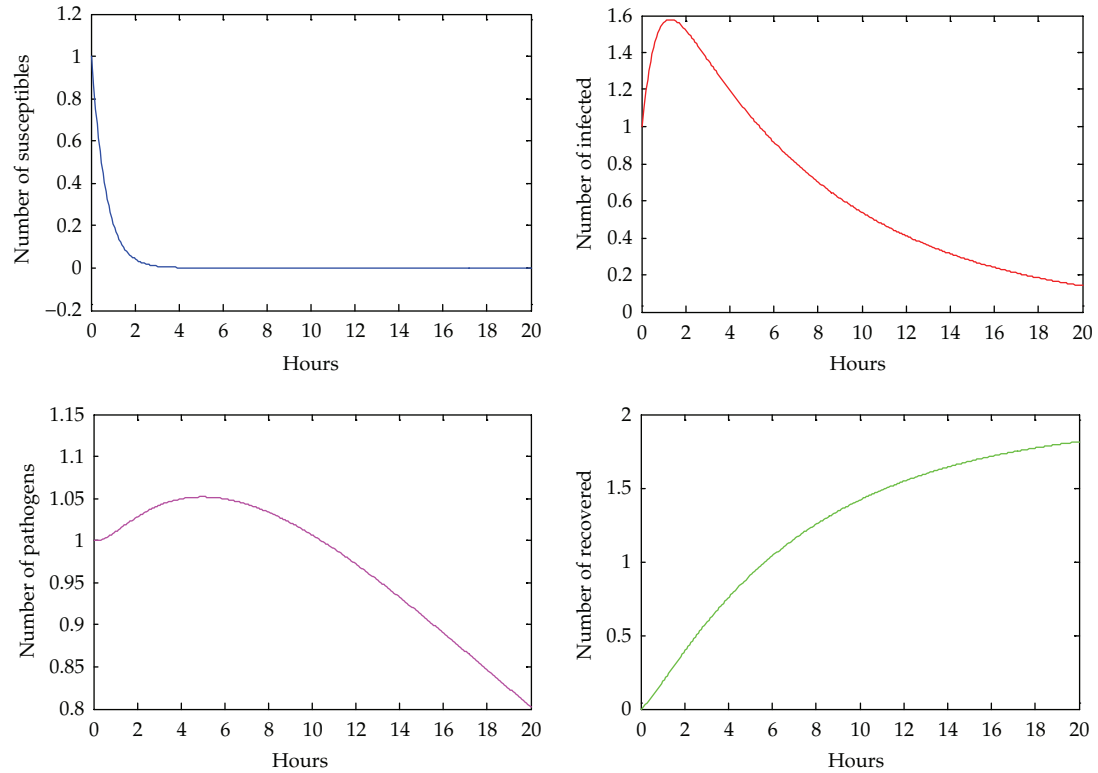 Number of susceptibles
1.2
1
0.8
0.6
0.4
0.2
0
−0.2
0 2 4 6 8 10 12 14 16 18 20
Hours
Number of infected
1.6
1.4
1.2
1
0.8
0.6
0.4
0.2
0
0 2 4 6 8 10 12 14 16 18 20
Hours
Number of pathogens
1.15
1.1
1.05
1
0.95
0.9
0.85
0.8
0 2 4 6 8 10 12 14 16 18 20
Hours
Number of recovered
2
1.5
1
0.5
0
0 2 4 6 8 10 12 14 16 18 20
Hours